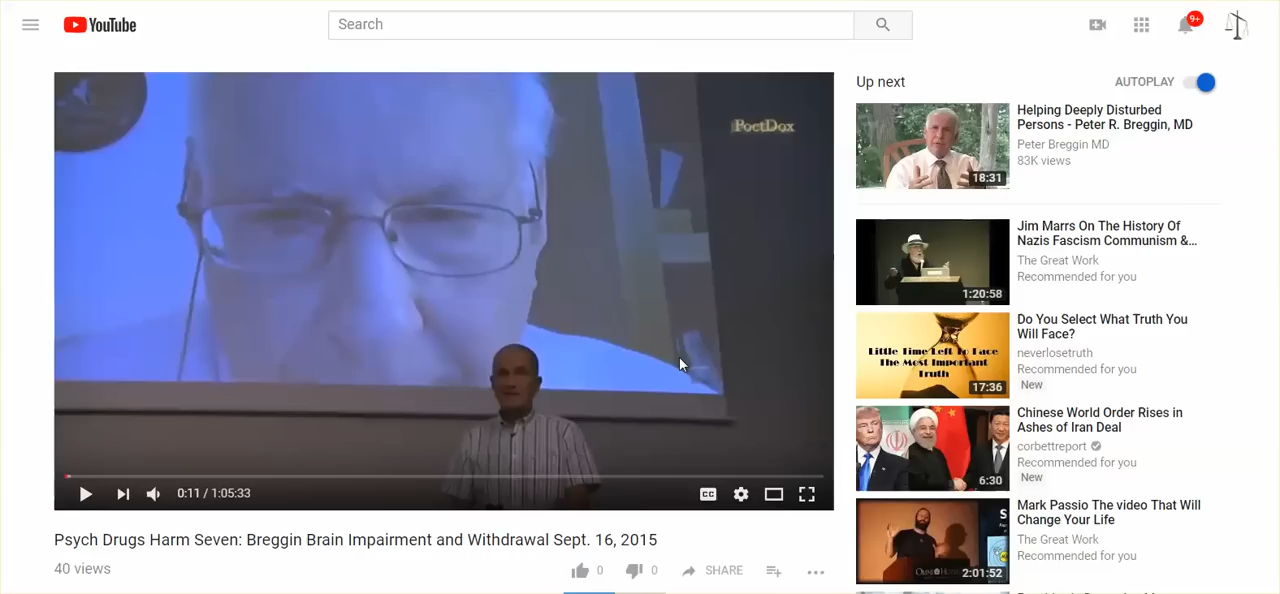 YouTube
Search
9+
PoetDox
0:11 / 1:05:33
CC
Psych Drugs Harm Seven: Breggin Brain Impairment and Withdrawal Sept. 16, 2015
40 views
0
0
SHARE
Up next
AUTOPLAY
18:31
Helping Deeply Disturbed
Persons - Peter R. Breggin, MD
Peter Breggin MD
83K views
1:20:58
Jim Marrs On The History Of
Nazis Fascism Communism &...
The Great Work
Recommended for you
Little Time Left To Face
The Most Important
Truth
17:36
Do You Select What Truth You
Will Face?
neverlosetruth
Recommended for you
New
6:30
Chinese World Order Rises in
Ashes of Iran Deal
corbettreport
Recommended for you
New
OMNI HOTEL
2:01:52
Mark Passio The video That Will
Change Your Life
The Great Work
Recommended for you